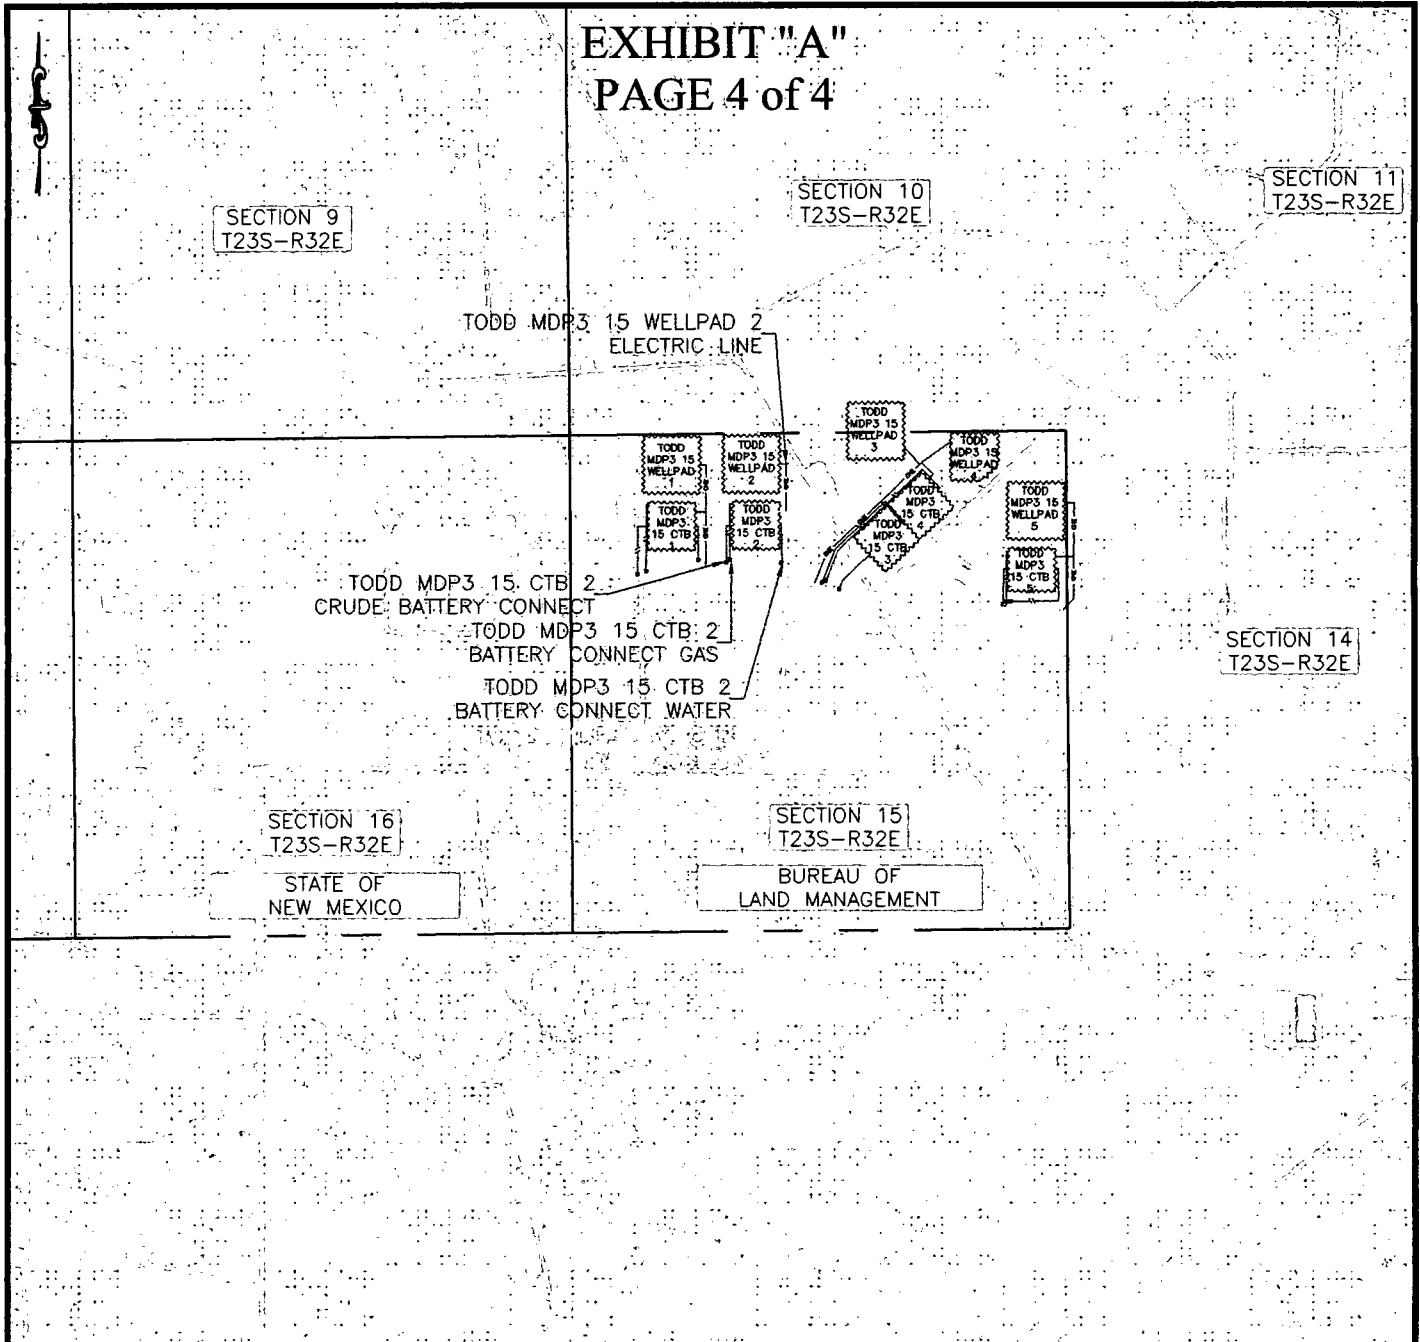 EXHIBIT "A"
PAGE 4 of 4
SECTION 9
T23S-R32E
SECTION 10
T23S-R32E
SECTION 11
T23S-R32E
TODD MDP3 15 WELLPAD 2
ELECTRIC LINE
TODD
MDP3 15
WELLPAD
1
TODD
MDP3 15
WELLPAD
2
TODD
MDP3 15
WELLPAD
3
TODD
MDP3 15
WELLPAD
4
TODD
MDP3 15
WELLPAD
5
TODD
MDP3
15 CTB
1
TODD
MDP3
15 CTB
2
TODD
MDP3
15 CTB
3
TODD
MDP3
15 CTB
4
TODD
MDP3
15 CTB
5
TODD MDP3 15 CTB 2
CRUDE BATTERY CONNECT
TODD MDP3 15 CTB 2
BATTERY CONNECT GAS
TODD MDP3 15 CTB 2
BATTERY CONNECT WATER
SECTION 14
T23S-R32E
SECTION 16
T23S-R32E
STATE OF
NEW MEXICO
SECTION 15
T23S-R32E
BUREAU OF
LAND MANAGEMENT